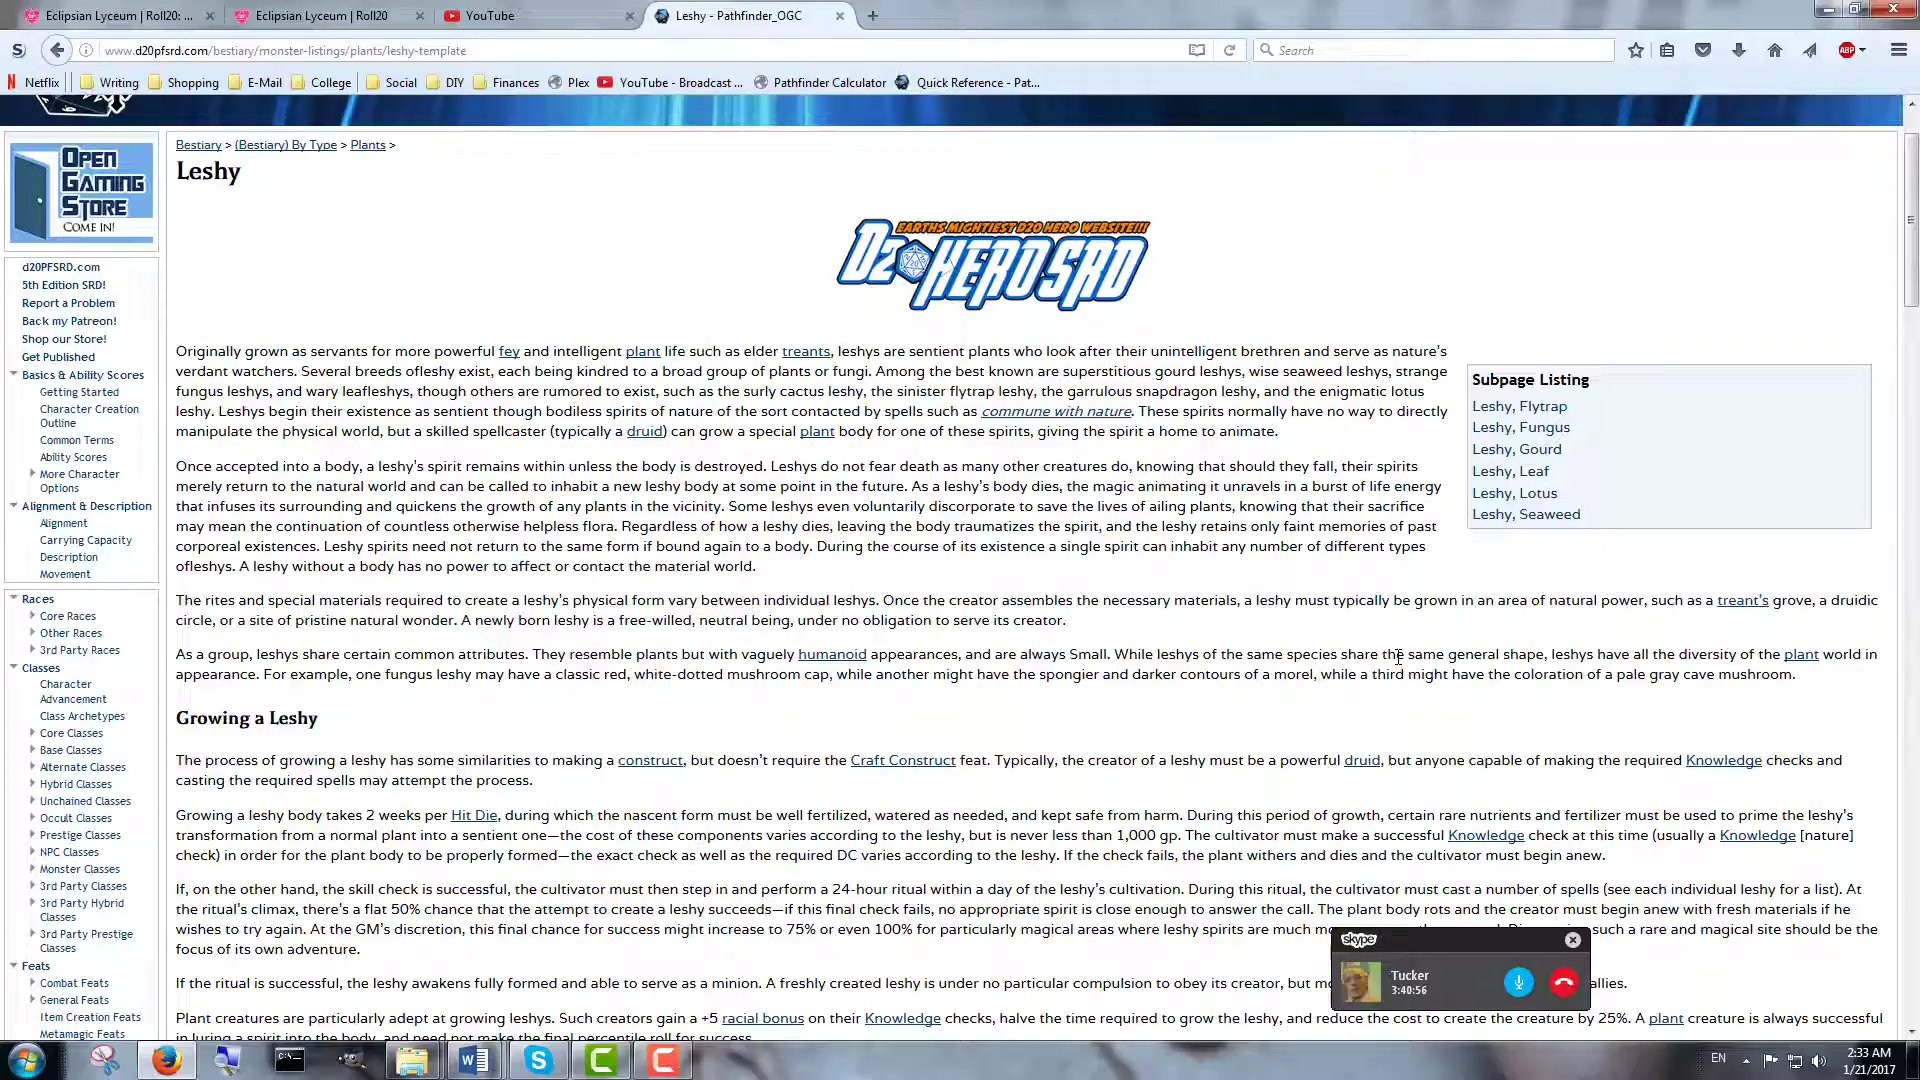 Eclipsian Lyceum | Roll20: ...
Eclipsian Lyceum | Roll20
YouTube
Leshy - Pathfinder_OGC
www.d20pfsrd.com/bestiary/monster-listings/plants/leshy-template
Search
ABP
Netflix
Writing
Shopping
E-Mail
College
Social
DIY
Finances
Plex
YouTube - Broadcast ...
Pathfinder Calculator
Quick Reference - Pat...
OPEN
GAMING
STORE
COME IN!
d20PFSRD.com
5th Edition SRD!
Report a Problem
Back my Patreon!
Shop our Store!
Get Published
Basics & Ability Scores
Getting Started
Character Creation
Outline
Common Terms
Ability Scores
More Character
Options
Alignment & Description
Alignment
Carrying Capacity
Description
Movement
Races
Core Races
Other Races
3rd Party Races
Classes
Character
Advancement
Class Archetypes
Core Classes
Base Classes
Alternate Classes
Hybrid Classes
Unchained Classes
Occult Classes
Prestige Classes
NPC Classes
Monster Classes
3rd Party Classes
3rd Party Hybrid
Classes
3rd Party Prestige
Classes
Feats
Combat Feats
General Feats
Item Creation Feats
Metamagic Feats
Bestiary > (Bestiary) By Type > Plants >
Leshy
EARTHS MIGHTIEST D20 HERO WEBSITE!!!
D20 HERO SRD
Originally grown as servants for more powerful fey and intelligent plant life such as elder treants, leshys are sentient plants who look after their unintelligent brethren and serve as nature's
verdant watchers. Several breeds ofleshy exist, each being kindred to a broad group of plants or fungi. Among the best known are superstitious gourd leshys, wise seaweed leshys, strange
fungus leshys, and wary leafleshys, though others are rumored to exist, such as the surly cactus leshy, the sinister flytrap leshy, the garrulous snapdragon leshy, and the enigmatic lotus
leshy. Leshys begin their existence as sentient though bodiless spirits of nature of the sort contacted by spells such as commune with nature. These spirits normally have no way to directly
manipulate the physical world, but a skilled spellcaster (typically a druid) can grow a special plant body for one of these spirits, giving the spirit a home to animate.
Subpage Listing
Leshy, Flytrap
Leshy, Fungus
Leshy, Gourd
Leshy, Leaf
Leshy, Lotus
Leshy, Seaweed
Once accepted into a body, a leshy's spirit remains within unless the body is destroyed. Leshys do not fear death as many other creatures do, knowing that should they fall, their spirits
merely return to the natural world and can be called to inhabit a new leshy body at some point in the future. As a leshy's body dies, the magic animating it unravels in a burst of life energy
that infuses its surrounding and quickens the growth of any plants in the vicinity. Some leshys even voluntarily discorporate to save the lives of ailing plants, knowing that their sacrifice
may mean the continuation of countless otherwise helpless flora. Regardless of how a leshy dies, leaving the body traumatizes the spirit, and the leshy retains only faint memories of past
corporeal existences. Leshy spirits need not return to the same form if bound again to a body. During the course of its existence a single spirit can inhabit any number of different types
ofleshys. A leshy without a body has no power to affect or contact the material world.
The rites and special materials required to create a leshy's physical form vary between individual leshys. Once the creator assembles the necessary materials, a leshy must typically be grown in an area of natural power, such as a treant's grove, a druidic
circle, or a site of pristine natural wonder. A newly born leshy is a free-willed, neutral being, under no obligation to serve its creator.
As a group, leshys share certain common attributes. They resemble plants but with vaguely humanoid appearances, and are always Small. While leshys of the same species share the same general shape, leshys have all the diversity of the plant world in
appearance. For example, one fungus leshy may have a classic red, white-dotted mushroom cap, while another might have the spongier and darker contours of a morel, while a third might have the coloration of a pale gray cave mushroom.
Growing a Leshy
The process of growing a leshy has some similarities to making a construct, but doesn't require the Craft Construct feat. Typically, the creator of a leshy must be a powerful druid, but anyone capable of making the required Knowledge checks and
casting the required spells may attempt the process.
Growing a leshy body takes 2 weeks per Hit Die, during which the nascent form must be well fertilized, watered as needed, and kept safe from harm. During this period of growth, certain rare nutrients and fertilizer must be used to prime the leshy's
transformation from a normal plant into a sentient one—the cost of these components varies according to the leshy, but is never less than 1,000 gp. The cultivator must make a successful Knowledge check at this time (usually a Knowledge [nature]
check) in order for the plant body to be properly formed—the exact check as well as the required DC varies according to the leshy. If the check fails, the plant withers and dies and the cultivator must begin anew.
If, on the other hand, the skill check is successful, the cultivator must then step in and perform a 24-hour ritual within a day of the leshy's cultivation. During this ritual, the cultivator must cast a number of spells (see each individual leshy for a list). At
the ritual's climax, there's a flat 50% chance that the attempt to create a leshy succeeds—if this final check fails, no appropriate spirit is close enough to answer the call. The plant body rots and the creator must begin anew with fresh materials if he
wishes to try again. At the GM's discretion, this final chance for success might increase to 75% or even 100% for particularly magical areas where leshy spirits are much mo such a rare and magical site should be the
focus of its own adventure.
If the ritual is successful, the leshy awakens fully formed and able to serve as a minion. A freshly created leshy is under no particular compulsion to obey its creator, but mo allies.
Plant creatures are particularly adept at growing leshys. Such creators gain a +5 racial bonus on their Knowledge checks, halve the time required to grow the leshy, and reduce the cost to create the creature by 25%. A plant creature is always successful
in luring a spirit into the body, and need not make the final percentile roll for success.
skype
Tucker
3:40:56
EN
2:33 AM
1/21/2017